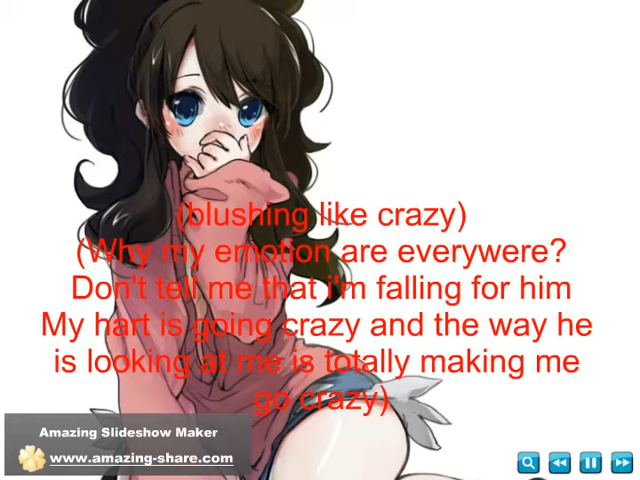 (blushing like crazy)
(Why my emotion are everywere?
Don't tell me that i'm falling for him
My hart is going crazy and the way he
is looking at me is totally making me
go crazy)
Amazing Slideshow Maker
www.amazing-share.com